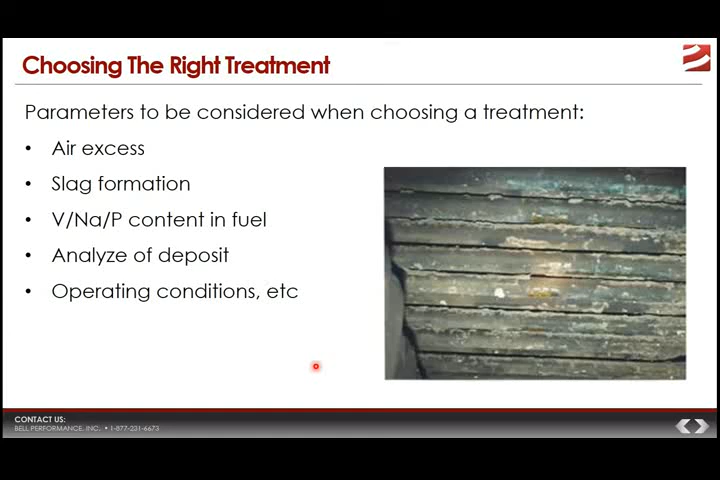 Choosing The Right Treatment
Parameters to be considered when choosing a treatment:
• Air excess
• Slag formation
• V/Na/P content in fuel
• Analyze of deposit
• Operating conditions, etc
CONTACT US:
BELL PERFORMANCE, INC. • 1-877-231-6673